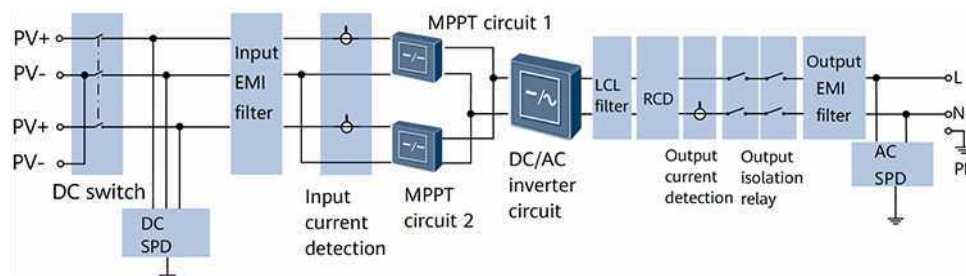 MPPT circuit 1
PV+
PV-
PV+
PV-
DC switch
DC
SPD
Input
EMI
filter
Input
current
detection
MPPT
circuit 2
DC/AC
inverter
circuit
LCL
filter
RCD
Output
current
detection
Output
isolation
relay
Output
EMI
filter
AC
SPD
L
N